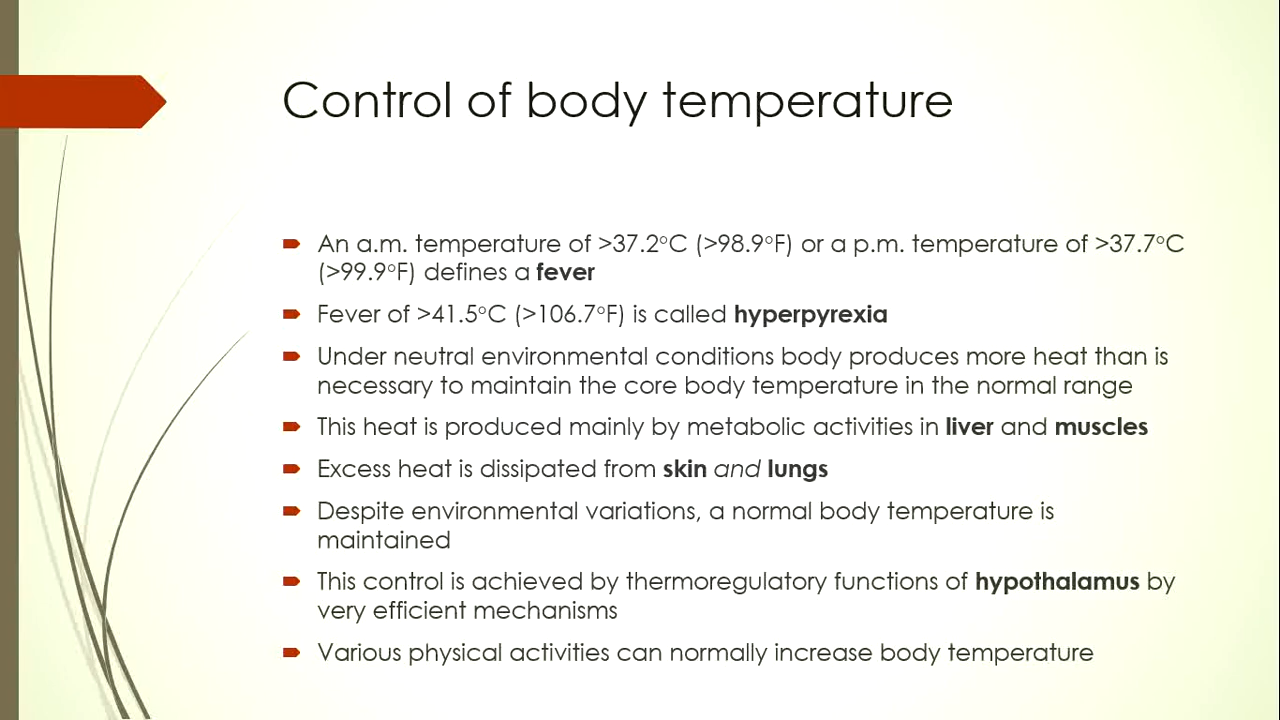 Control of body temperature
An a.m. temperature of >37.2°C (>98.9°F) or a p.m. temperature of >37.7°C
(>99.9°F) defines a fever
Fever of >41.5°C (>106.7°F) is called hyperpyrexia
Under neutral environmental conditions body produces more heat than is
necessary to maintain the core body temperature in the normal range
This heat is produced mainly by metabolic activities in liver and muscles
Excess heat is dissipated from skin and lungs
Despite environmental variations, a normal body temperature is
maintained
This control is achieved by thermoregulatory functions of hypothalamus by
very efficient mechanisms
Various physical activities can normally increase body temperature